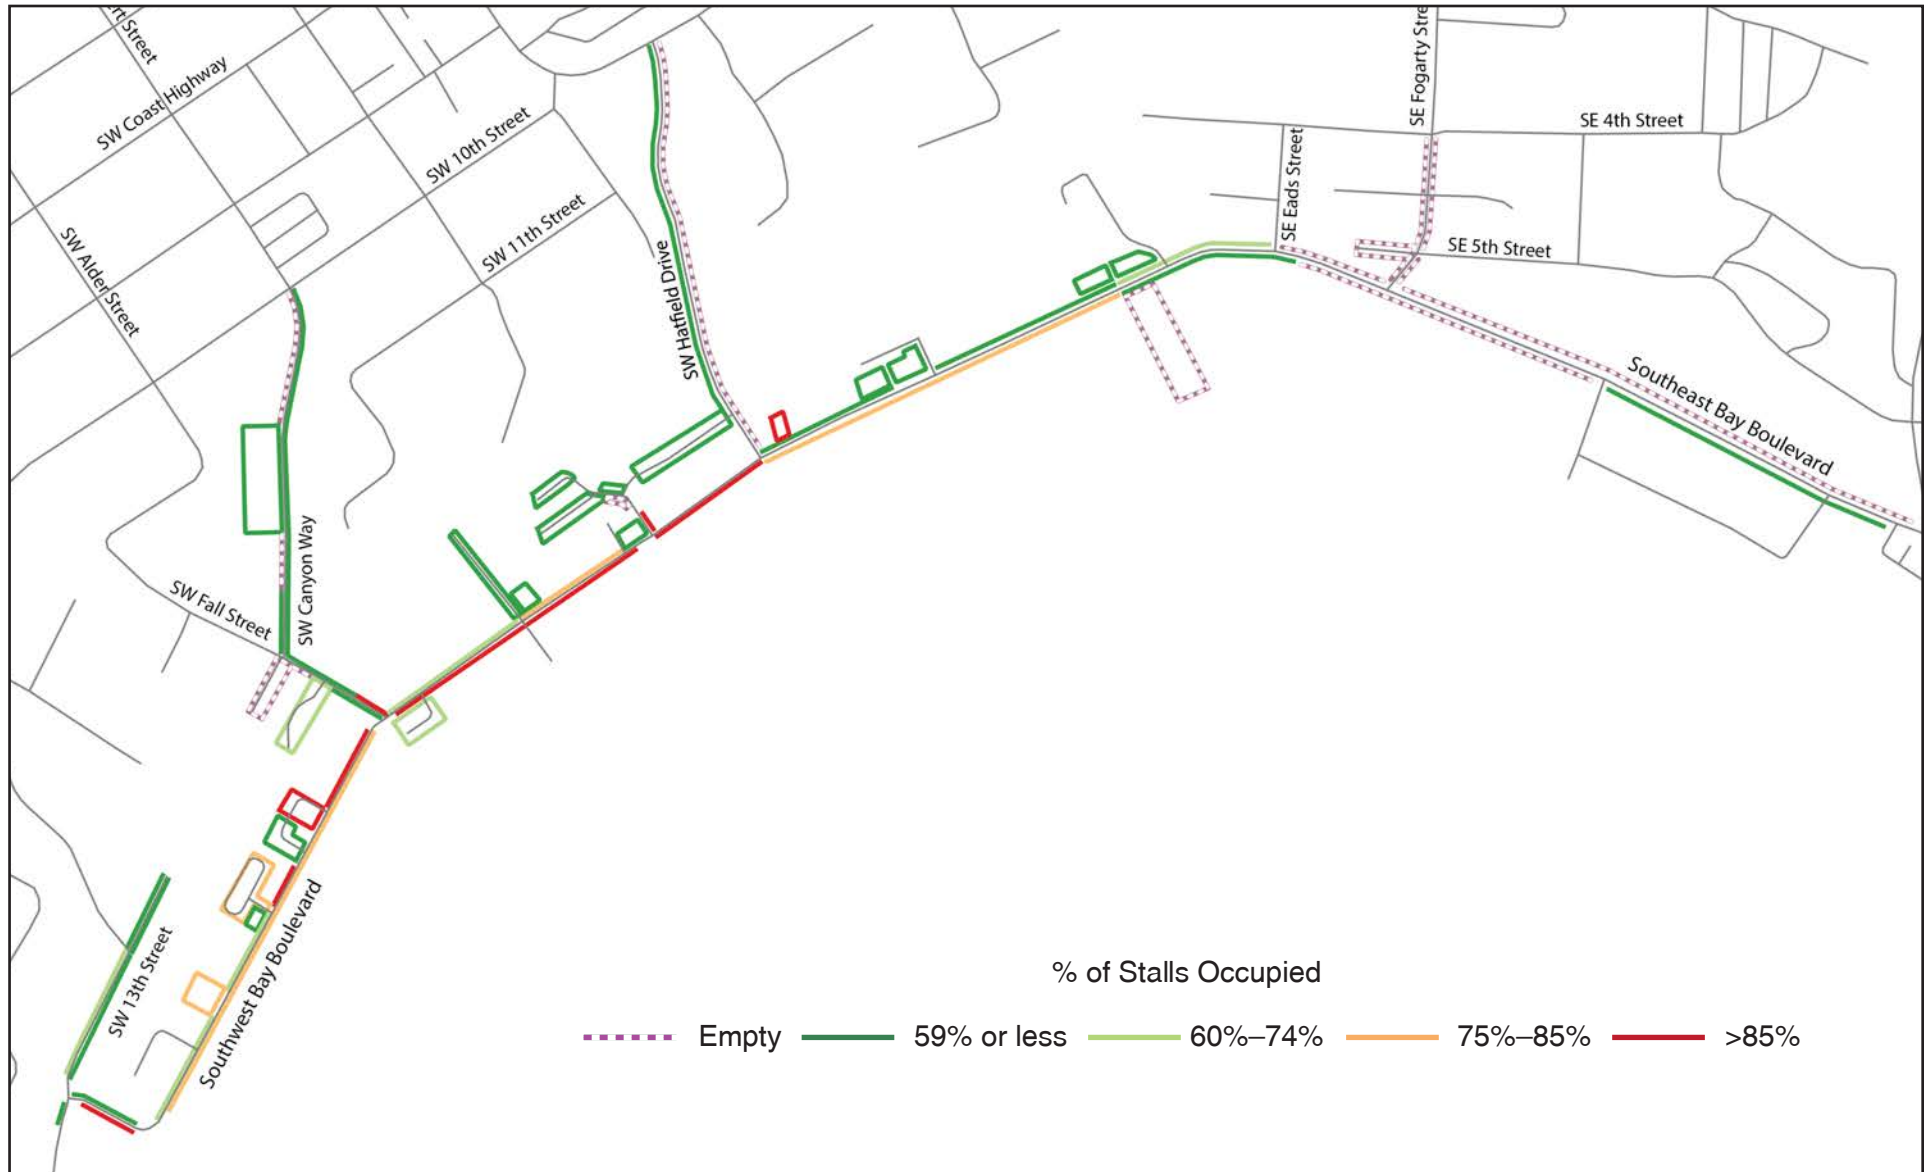 rt Street
SW Coast Highway
SW 10th Street
SW 11th Street
SW Alder Street
SW Hatfield Drive
SE Fogarty Stre
SE 4th Street
SE Eads Street
SE 5th Street
Southeast Bay Boulevard
SW Canyon Way
SW Fall Street
SW 13th Street
Southwest Bay Boulevard
% of Stalls Occupied
Empty 59% or less 60%–74% 75%–85% >85%